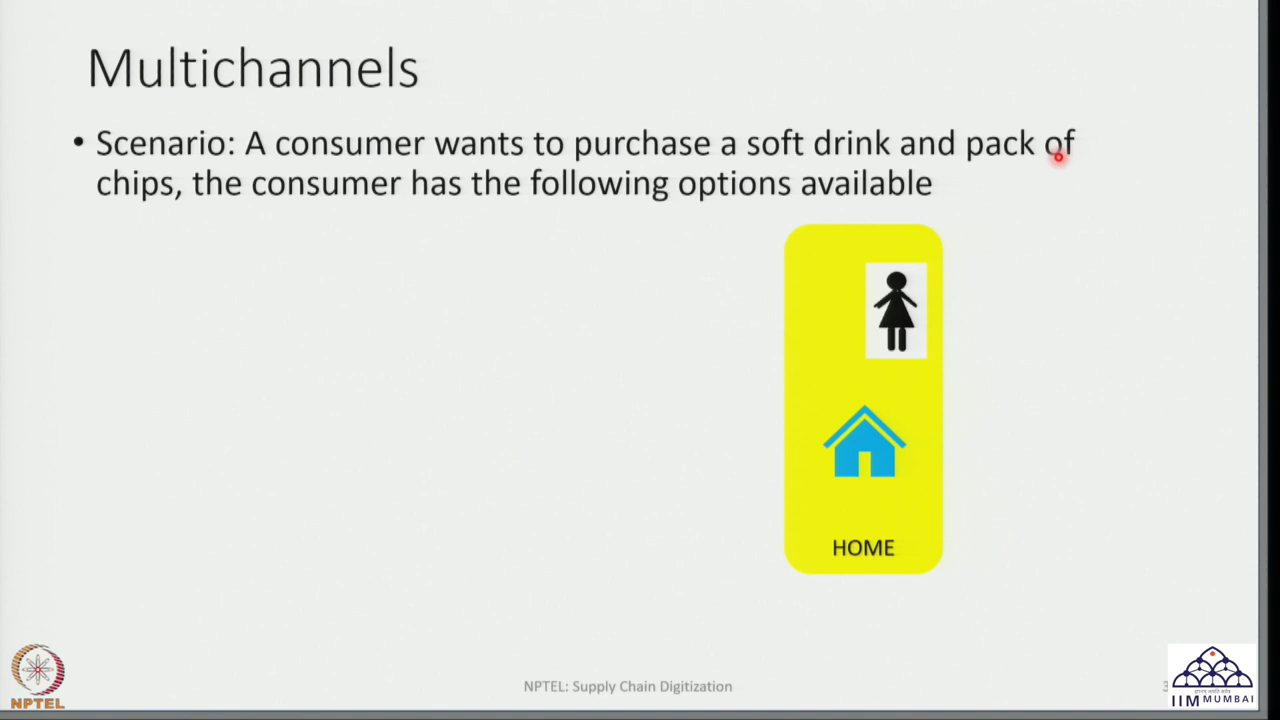 Multichannels
• Scenario: A consumer wants to purchase a soft drink and pack of
chips, the consumer has the following options available
HOME
NPTEL
NPTEL: Supply Chain Digitization
IIM MUMBAI